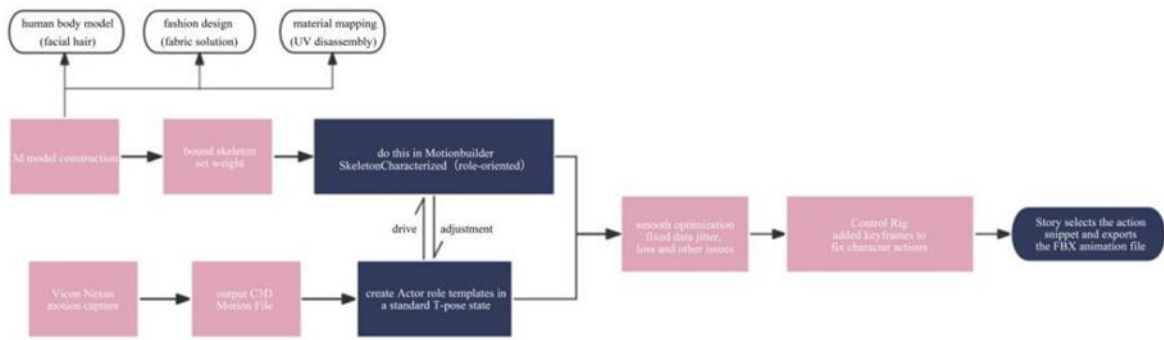 human body model
(facial hair)
fashion design
(fabric solution)
material mapping
(UV disassembly)
3d model construction
bound skeleton
set weight
do this in Motionbuilder
SkeletonCharacterized（role-oriented）
drive
adjustment
smooth optimization
fixed data jitter,
loss and other issues
Control Rig
added keyframes to
fix character actions
Story selects the action
snippet and exports
the FBX animation file
Vicon Nexus
motion capture
output C3D
Motion File
create Actor role templates in
a standard T-pose state